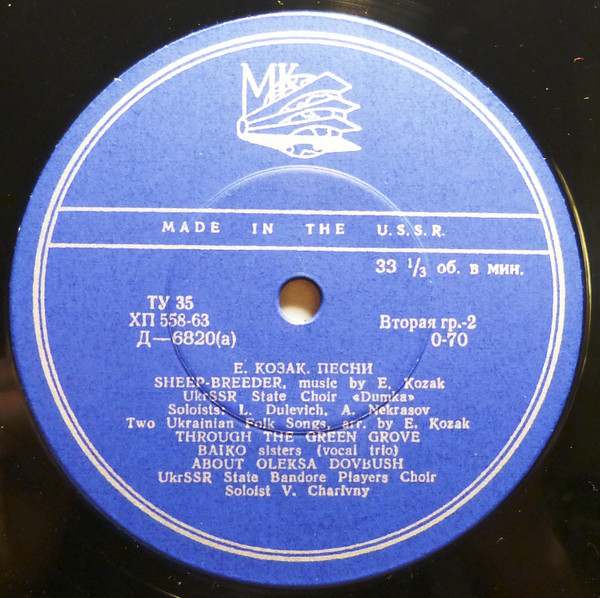 МК
MADE IN THE U.S.S.R.
33 1/3 об. в мин.
ТУ 35
ХП 558-63
Д—6820(а)
Вторая гр.-2
0-70
Е. КОЗАК. ПЕСНИ
SHEEP-BREEDER, music by E. Kozak
UkrSSR State Choir «Dumka»
Soloists: L. Dulevich, A. Nekrasov
Two Ukrainian Folk Songs, arr. by E. Kozak
THROUGH THE GREEN GROVE
BAIKO sisters (vocal trio)
ABOUT OLEKSA DOVBUSH
UkrSSR State Bandore Players Choir
Soloist V. Charivny